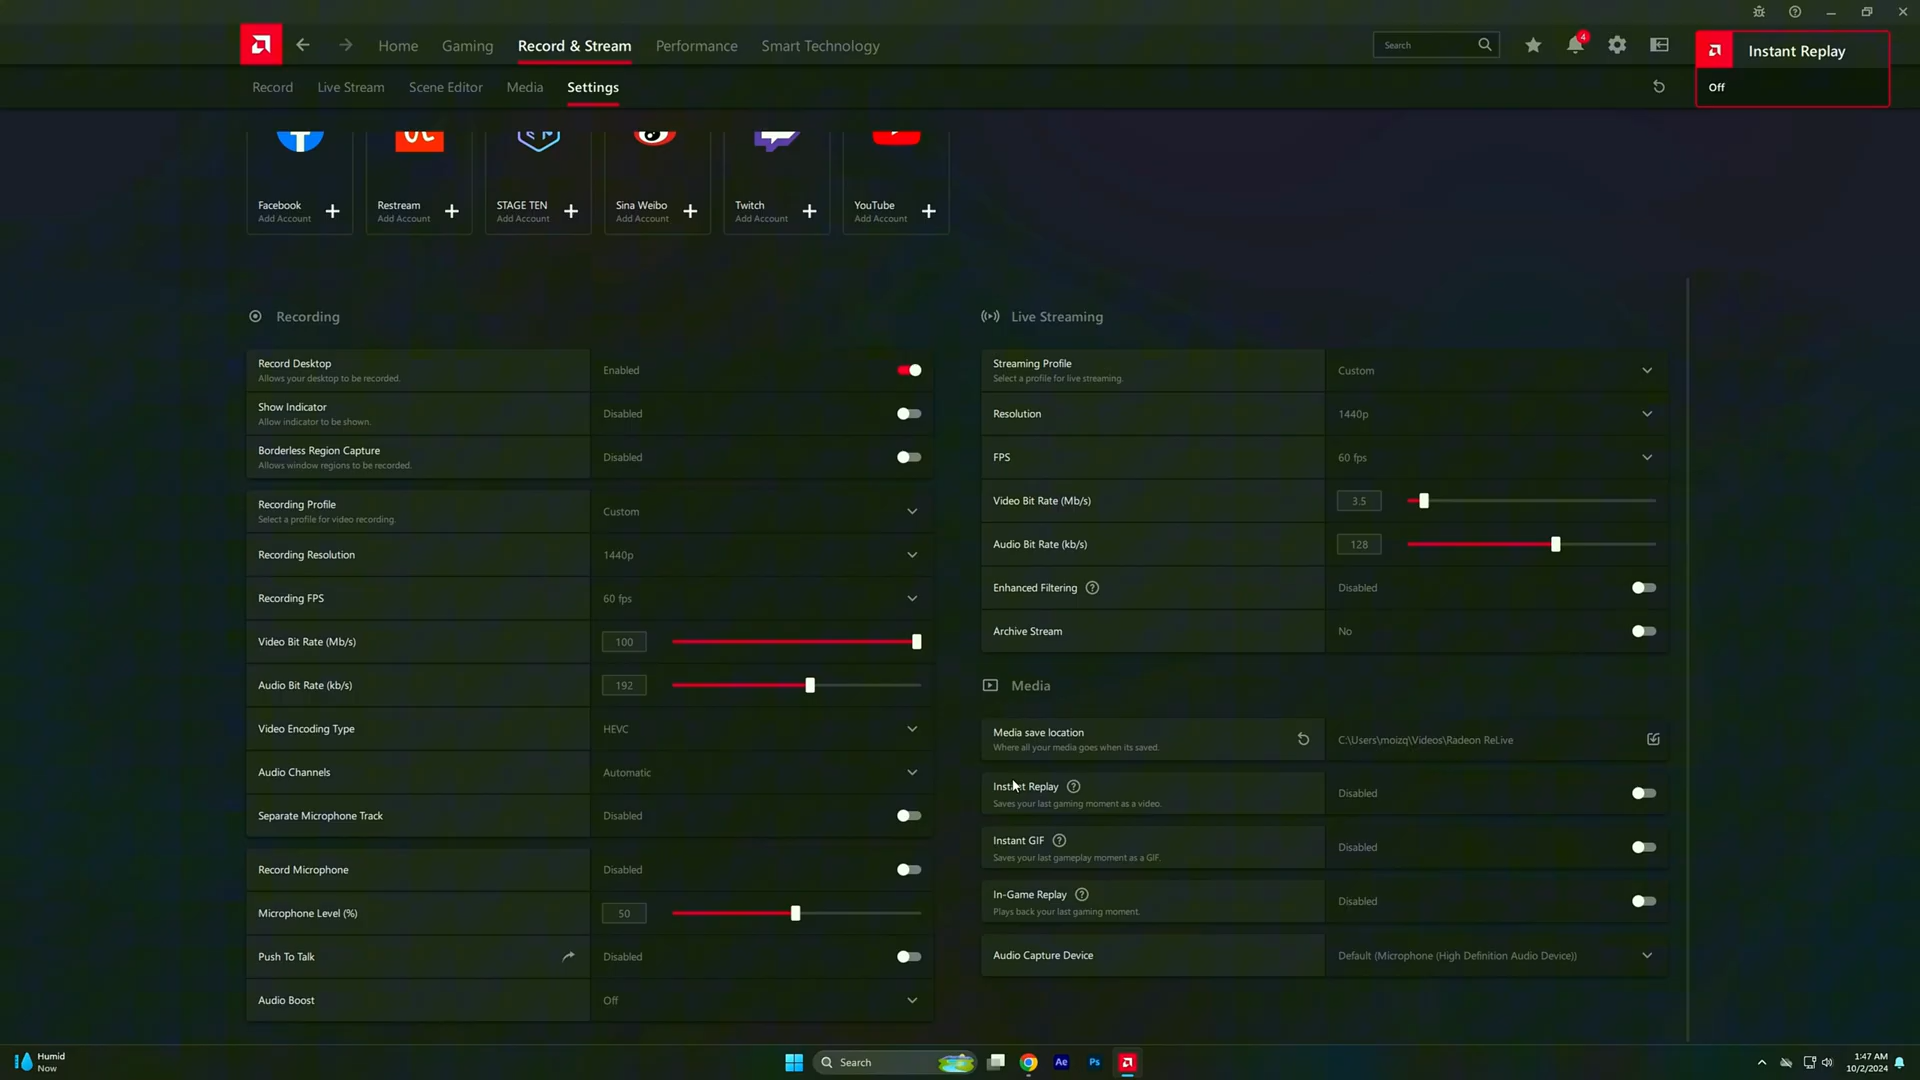 Home
Gaming
Record & Stream
Performance
Smart Technology
Search
4
Instant Replay
Off
Record
Live Stream
Scene Editor
Media
Settings
Facebook
Add Account
Restream
Add Account
STAGE TEN
Add Account
Sina Weibo
Add Account
Twitch
Add Account
YouTube
Add Account
Recording
Record Desktop
Allows your desktop to be recorded.
Enabled
Show Indicator
Allow indicator to be shown.
Disabled
Borderless Region Capture
Allows window regions to be recorded.
Disabled
Recording Profile
Select a profile for video recording.
Custom
Recording Resolution
1440p
Recording FPS
60 fps
Video Bit Rate (Mb/s)
100
Audio Bit Rate (kb/s)
192
Video Encoding Type
HEVC
Audio Channels
Automatic
Separate Microphone Track
Disabled
Record Microphone
Disabled
Microphone Level (%)
50
Push To Talk
Disabled
Audio Boost
Off
Live Streaming
Streaming Profile
Select a profile for live streaming.
Custom
Resolution
1440p
FPS
60 fps
Video Bit Rate (Mb/s)
3.5
Audio Bit Rate (kb/s)
128
Enhanced Filtering
Disabled
Archive Stream
No
Media
Media save location
Where all your media goes when its saved.
C:\Users\moizq\Videos\Radeon ReLive
Instant Replay
Saves your last gaming moment as a video.
Disabled
Instant GIF
Saves your last gameplay moment as a GIF.
Disabled
In-Game Replay
Plays back your last gaming moment.
Disabled
Audio Capture Device
Default (Microphone (High Definition Audio Device))
Humid
Now
Search
Ae
Ps
1:47 AM
10/2/2024